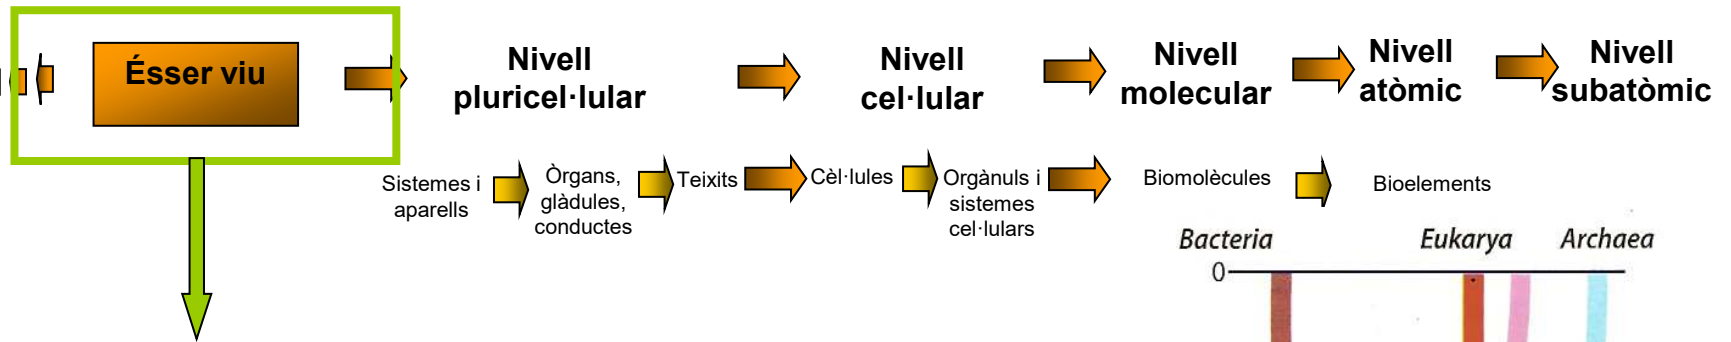 Ésser viu
Nivell
pluricel·lular
Nivell
cel·lular
Nivell
molecular
Nivell
atòmic
Nivell
subatòmic
Sistemes i
aparells
Òrgans,
glàdules,
conductes
Teixits
Cèl·lules
Orgànuls i
sistemes
cel·lulars
Biomolècules
Bioelements
Bacteria
Eukarya
Archaea
0